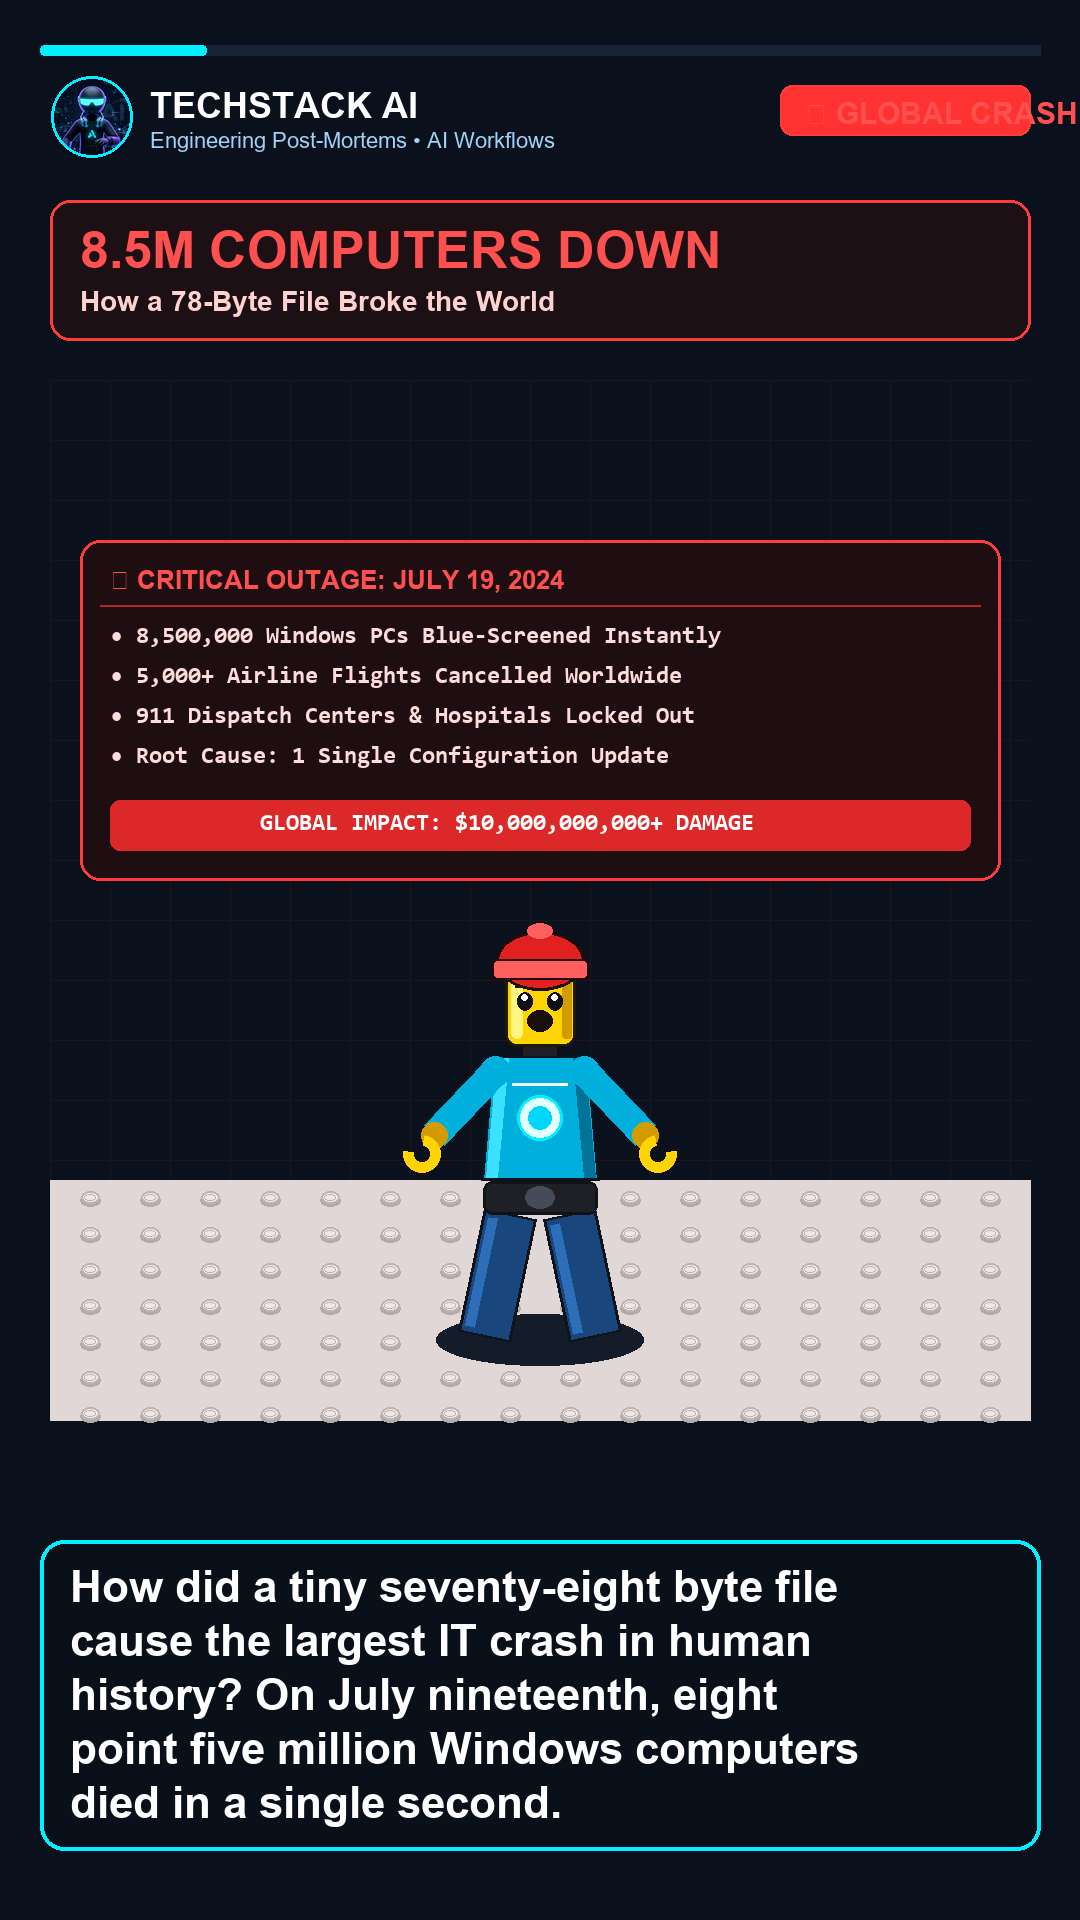 TECHSTACK AI
Engineering Post-Mortems • AI Workflows
GLOBAL CRASH
8.5M COMPUTERS DOWN
How a 78-Byte File Broke the World
CRITICAL OUTAGE: JULY 19, 2024
• 8,500,000 Windows PCs Blue-Screened Instantly
• 5,000+ Airline Flights Cancelled Worldwide
• 911 Dispatch Centers & Hospitals Locked Out
• Root Cause: 1 Single Configuration Update
GLOBAL IMPACT: $10,000,000,000+ DAMAGE
How did a tiny seventy-eight byte file
cause the largest IT crash in human
history? On July nineteenth, eight
point five million Windows computers
died in a single second.